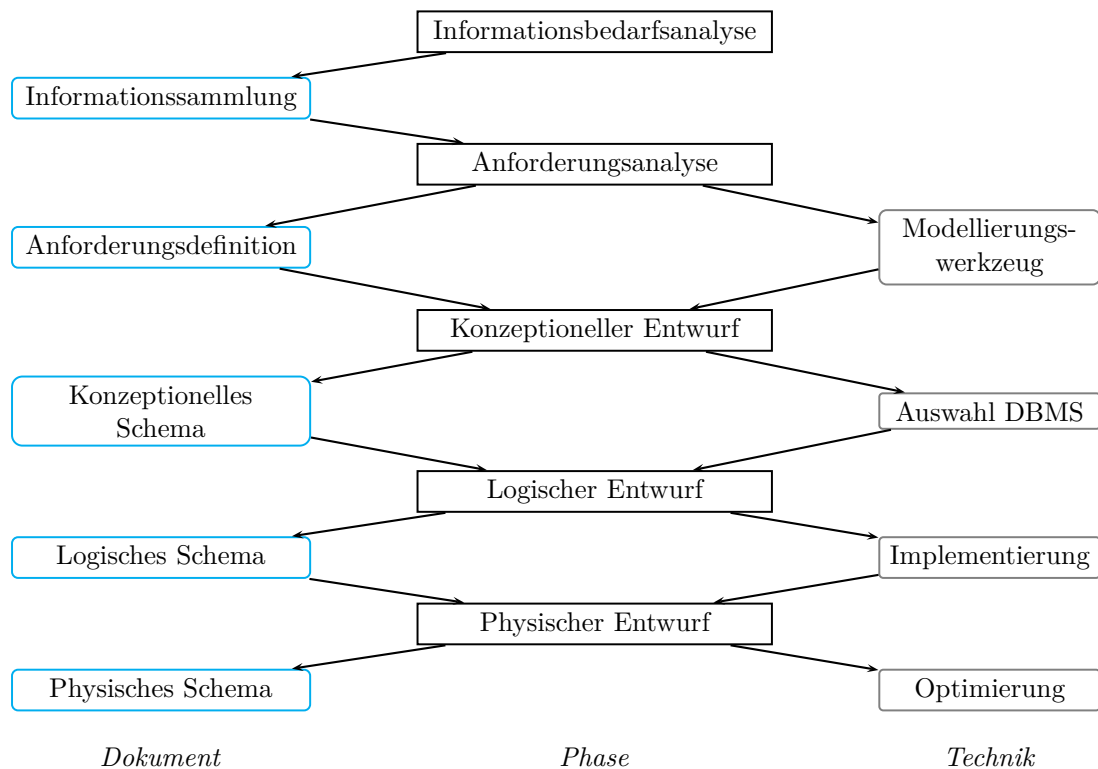 Informationsbedarfsanalyse
Informationssammlung
Anforderungsanalyse
Anforderungsdefinition
Modellierungs-
werkzeug
Konzeptioneller Entwurf
Konzeptionelles
Schema
Auswahl DBMS
Logischer Entwurf
Logisches Schema
Implementierung
Physischer Entwurf
Physisches Schema
Optimierung
Dokument
Phase
Technik